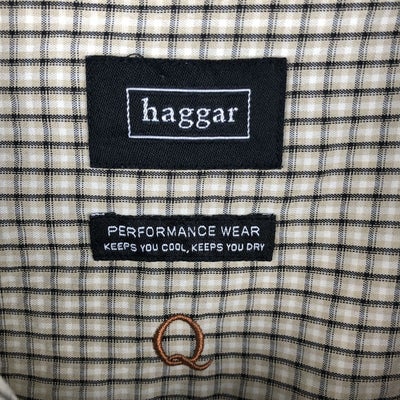 haggar
PERFORMANCE WEAR
KEEPS YOU COOL, KEEPS YOU DRY
Q